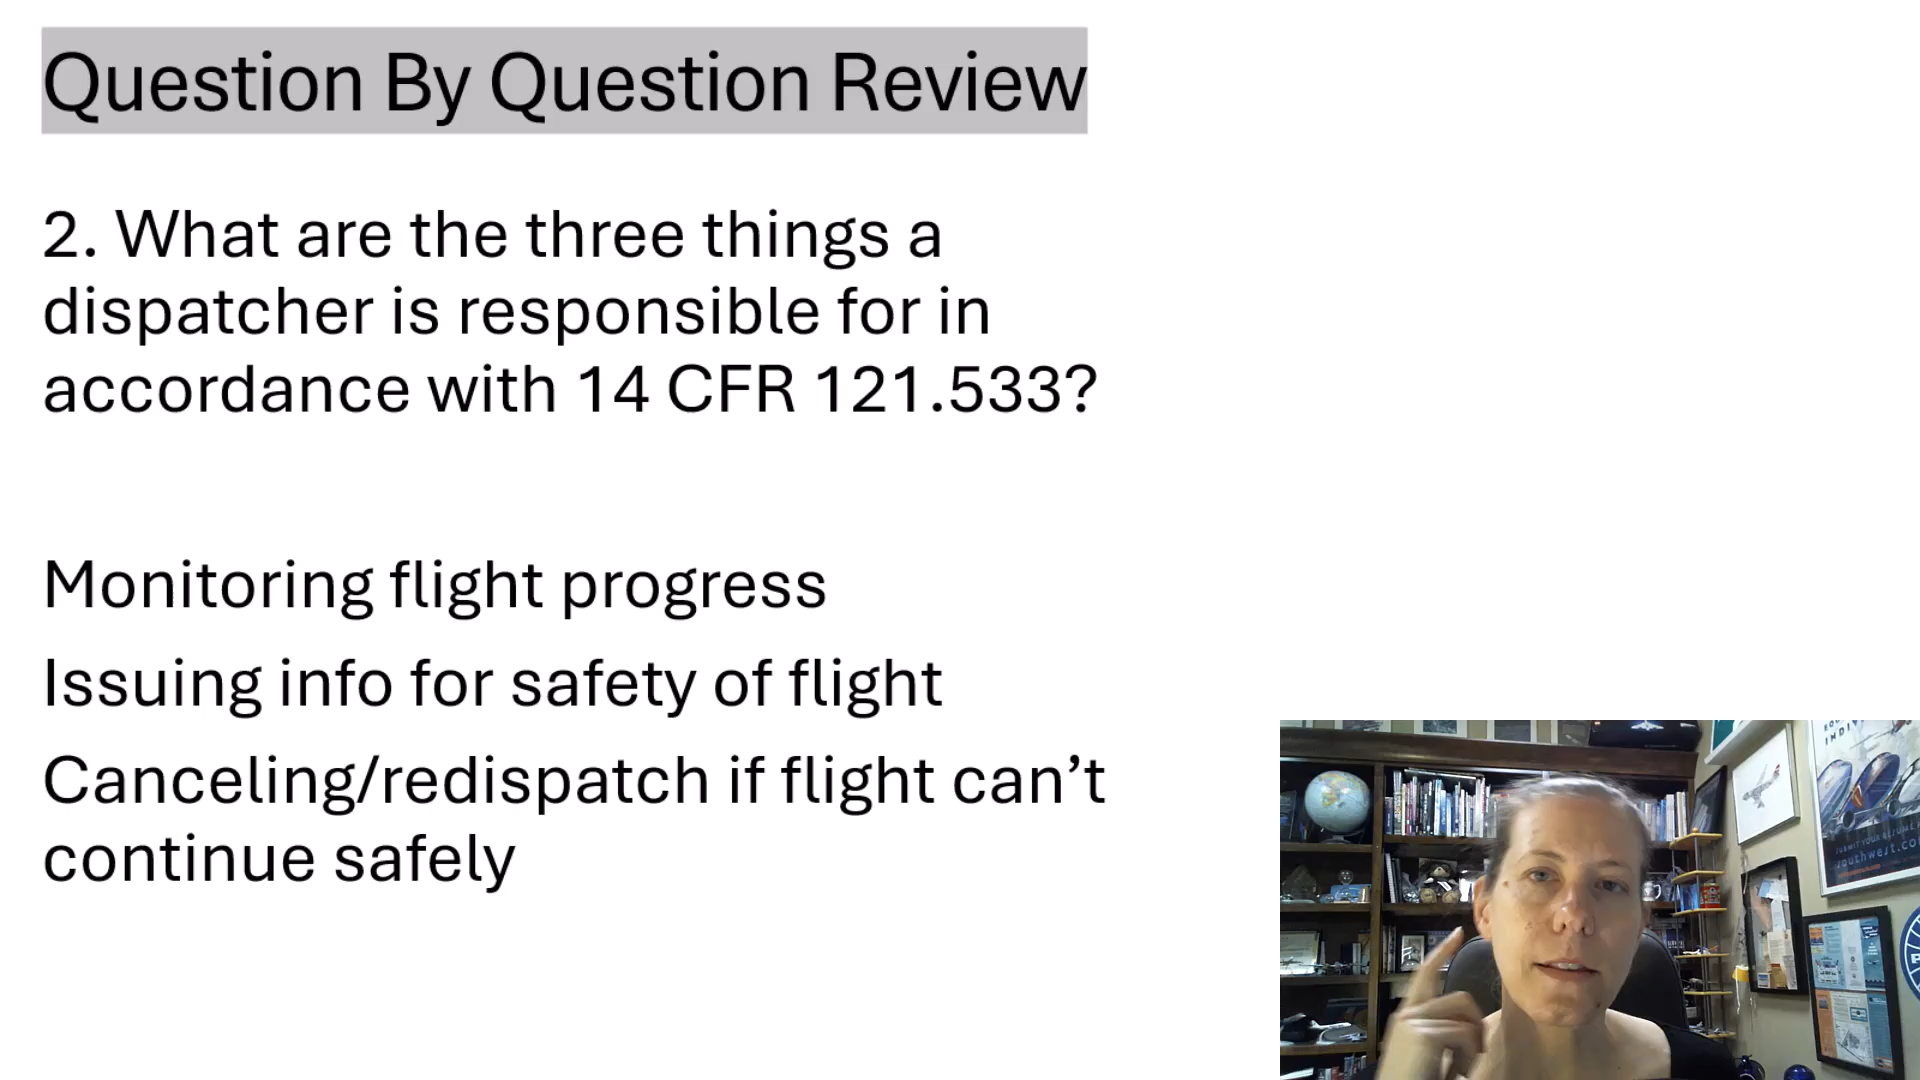 Question By Question Review
2. What are the three things a
dispatcher is responsible for in
accordance with 14 CFR 121.533?
Monitoring flight progress
Issuing info for safety of flight
Canceling/redispatch if flight can’t
continue safely